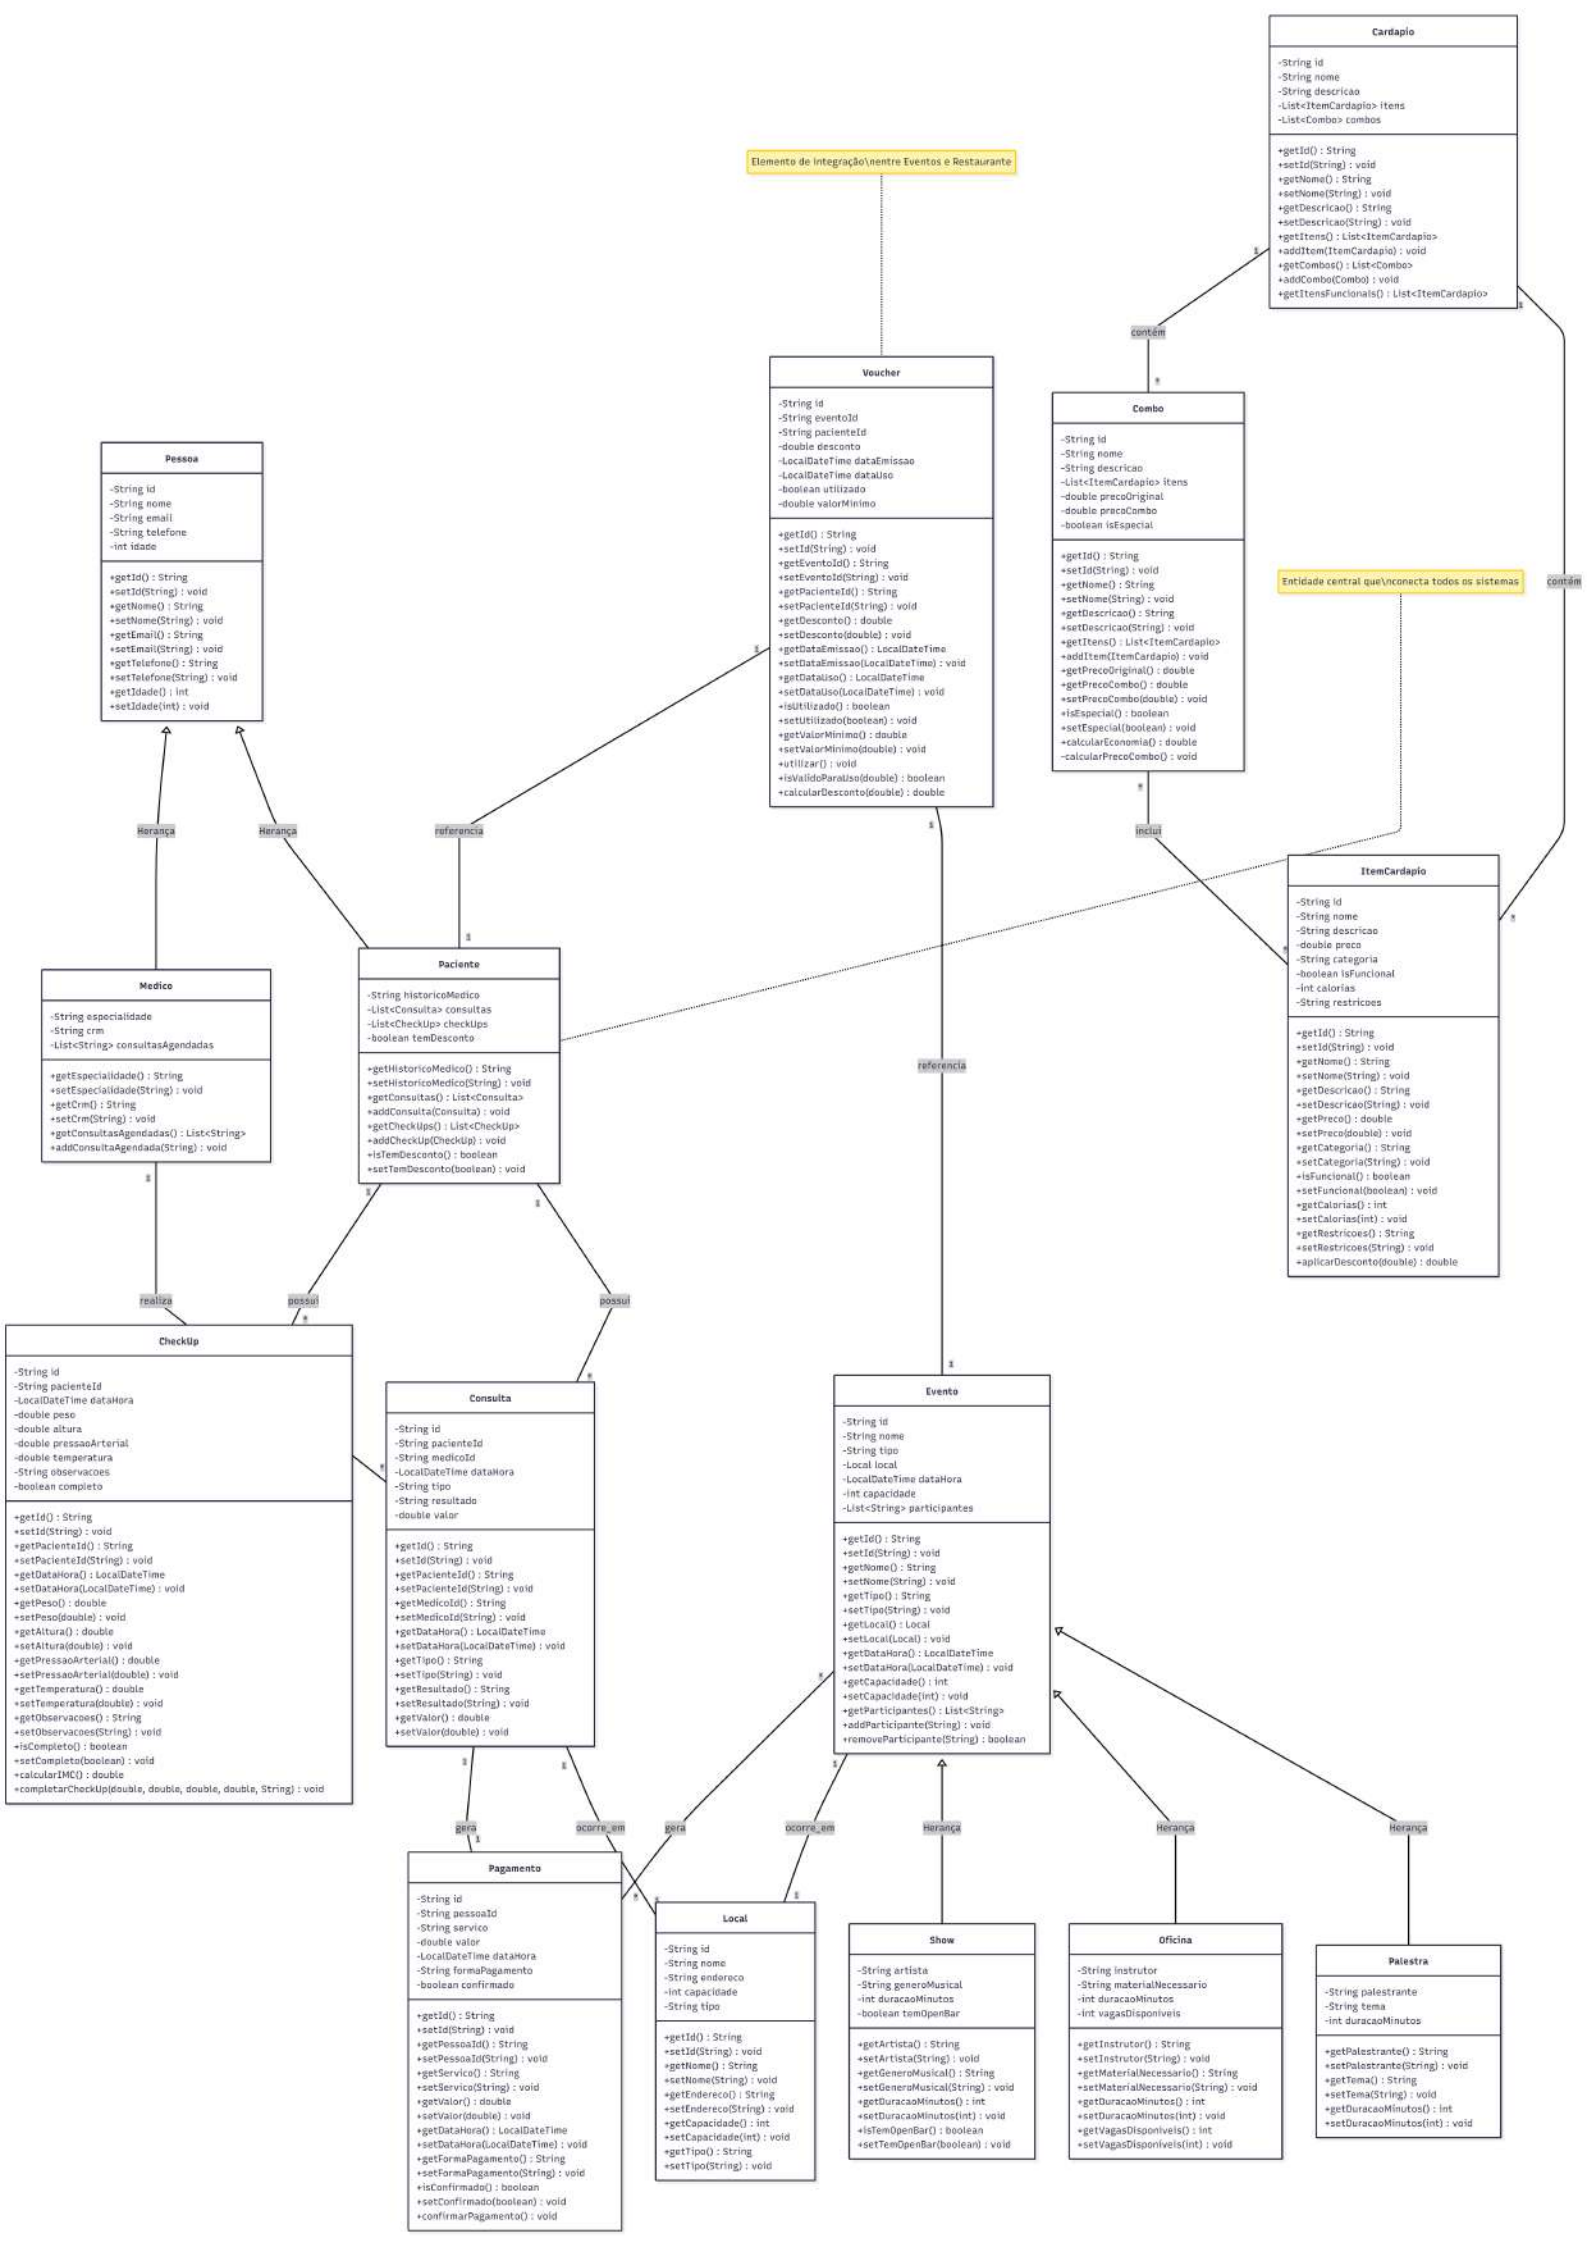 Cardapio
-String id
-String nome
-String descricao
-List<ItemCardapio> itens
-List<Combo> combos
+getId() : String
+setId(String) : void
+getNome() : String
+setNome(String) : void
+getDescricao() : String
+setDescricao(String) : void
+getItens() : List<ItemCardapio>
+addItem(ItemCardapio) : void
+getCombos() : List<Combo>
+addCombo(Combo) : void
+getItensFuncionais() : List<ItemCardapio>
1
1
contém
*
contém
*
Elemento de integração\nentre Eventos e Restaurante
Voucher
-String id
-String eventoId
-String pacienteId
-double desconto
-LocalDateTime dataEmissao
-LocalDateTime dataUso
-boolean utilizado
-double valorMinimo
+getId() : String
+setId(String) : void
+getEventoId() : String
+setEventoId(String) : void
+getPacienteId() : String
+setPacienteId(String) : void
+getDesconto() : double
+setDesconto(double) : void
+getDataEmissao() : LocalDateTime
+setDataEmissao(LocalDateTime) : void
+getDataUso() : LocalDateTime
+setDataUso(LocalDateTime) : void
+isUtilizado() : boolean
+setUtilizado(boolean) : void
+getValorMinimo() : double
+setValorMinimo(double) : void
+utilizar() : void
+isValidoParaUso(double) : boolean
+calcularDesconto(double) : double
1
referencia
1
1
referencia
1
Combo
-String id
-String nome
-String descricao
-List<ItemCardapio> itens
-double precoOriginal
-double precoCombo
-boolean isEspecial
+getId() : String
+setId(String) : void
+getNome() : String
+setNome(String) : void
+getDescricao() : String
+setDescricao(String) : void
+getItens() : List<ItemCardapio>
+addItem(ItemCardapio) : void
+getPrecoOriginal() : double
+getPrecoCombo() : double
+setPrecoCombo(double) : void
+isEspecial() : boolean
+setEspecial(boolean) : void
+calcularEconomia() : double
-calcularPrecoCombo() : void
*
inclui
*
Entidade central que\nconecta todos os sistemas
Pessoa
-String id
-String nome
-String email
-String telefone
-int idade
+getId() : String
+setId(String) : void
+getNome() : String
+setNome(String) : void
+getEmail() : String
+setEmail(String) : void
+getTelefone() : String
+setTelefone(String) : void
+getIdade() : int
+setIdade(int) : void
Herança
Herança
ItemCardapio
-String id
-String nome
-String descricao
-double preco
-String categoria
-boolean isFuncional
-int calorias
-String restricoes
+getId() : String
+setId(String) : void
+getNome() : String
+setNome(String) : void
+getDescricao() : String
+setDescricao(String) : void
+getPreco() : double
+setPreco(double) : void
+getCategoria() : String
+setCategoria(String) : void
+isFuncional() : boolean
+setFuncional(boolean) : void
+getCalorias() : int
+setCalorias(int) : void
+getRestricoes() : String
+setRestricoes(String) : void
+aplicarDesconto(double) : double
Medico
-String especialidade
-String crm
-List<String> consultasAgendadas
+getEspecialidade() : String
+setEspecialidade(String) : void
+getCrm() : String
+setCrm(String) : void
+getConsultasAgendadas() : List<String>
+addConsultaAgendada(String) : void
1
realiza
*
Paciente
-String historicoMedico
-List<Consulta> consultas
-List<CheckUp> checkUps
-boolean temDesconto
+getHistoricoMedico() : String
+setHistoricoMedico(String) : void
+getConsultas() : List<Consulta>
+addConsulta(Consulta) : void
+getCheckUps() : List<CheckUp>
+addCheckUp(CheckUp) : void
+isTemDesconto() : boolean
+setTemDesconto(boolean) : void
1
possui
*
1
possui
*
CheckUp
-String id
-String pacienteId
-LocalDateTime dataHora
-double peso
-double altura
-double pressaoArterial
-double temperatura
-String observacoes
-boolean completo
+getId() : String
+setId(String) : void
+getPacienteId() : String
+setPacienteId(String) : void
+getDataHora() : LocalDateTime
+setDataHora(LocalDateTime) : void
+getPeso() : double
+setPeso(double) : void
+getAltura() : double
+setAltura(double) : void
+getPressaoArterial() : double
+setPressaoArterial(double) : void
+getTemperatura() : double
+setTemperatura(double) : void
+getObservacoes() : String
+setObservacoes(String) : void
+isCompleto() : boolean
+setCompleto(boolean) : void
+calcularIMC() : double
+completarCheckUp(double, double, double, double, String) : void
Consulta
-String id
-String pacienteId
-String medicoId
-LocalDateTime dataHora
-String tipo
-String resultado
-double valor
+getId() : String
+setId(String) : void
+getPacienteId() : String
+setPacienteId(String) : void
+getMedicoId() : String
+setMedicoId(String) : void
+getDataHora() : LocalDateTime
+setDataHora(LocalDateTime) : void
+getTipo() : String
+setTipo(String) : void
+getResultado() : String
+setResultado(String) : void
+getValor() : double
+setValor(double) : void
1
gera
1
1
ocorre_em
1
Evento
-String id
-String nome
-String tipo
-Local local
-LocalDateTime dataHora
-int capacidade
-List<String> participantes
+getId() : String
+setId(String) : void
+getNome() : String
+setNome(String) : void
+getTipo() : String
+setTipo(String) : void
+getLocal() : Local
+setLocal(Local) : void
+getDataHora() : LocalDateTime
+setDataHora(LocalDateTime) : void
+getCapacidade() : int
+setCapacidade(int) : void
+getParticipantes() : List<String>
+addParticipante(String) : void
+removeParticipante(String) : boolean
*
gera
*
1
ocorre_em
1
Herança
Herança
Herança
Pagamento
-String id
-String pessoaId
-String servico
-double valor
-LocalDateTime dataHora
-String formaPagamento
-boolean confirmado
+getId() : String
+setId(String) : void
+getPessoaId() : String
+setPessoaId(String) : void
+getServico() : String
+setServico(String) : void
+getValor() : double
+setValor(double) : void
+getDataHora() : LocalDateTime
+setDataHora(LocalDateTime) : void
+getFormaPagamento() : String
+setFormaPagamento(String) : void
+isConfirmado() : boolean
+setConfirmado(boolean) : void
+confirmarPagamento() : void
Local
-String id
-String nome
-String endereco
-int capacidade
-String tipo
+getId() : String
+setId(String) : void
+getNome() : String
+setNome(String) : void
+getEndereco() : String
+setEndereco(String) : void
+getCapacidade() : int
+setCapacidade(int) : void
+getTipo() : String
+setTipo(String) : void
Show
-String artista
-String generoMusical
-int duracaoMinutos
-boolean temOpenBar
+getArtista() : String
+setArtista(String) : void
+getGeneroMusical() : String
+setGeneroMusical(String) : void
+getDuracaoMinutos() : int
+setDuracaoMinutos(int) : void
+isTemOpenBar() : boolean
+setTemOpenBar(boolean) : void
Oficina
-String instrutor
-String materialNecessario
-int duracaoMinutos
-int vagasDisponiveis
+getInstrutor() : String
+setInstrutor(String) : void
+getMaterialNecessario() : String
+setMaterialNecessario(String) : void
+getDuracaoMinutos() : int
+setDuracaoMinutos(int) : void
+getVagasDisponiveis() : int
+setVagasDisponiveis(int) : void
Palestra
-String palestrante
-String tema
-int duracaoMinutos
+getPalestrante() : String
+setPalestrante(String) : void
+getTema() : String
+setTema(String) : void
+getDuracaoMinutos() : int
+setDuracaoMinutos(int) : void